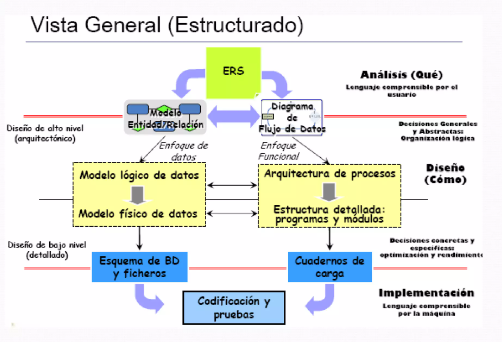 Vista General (Estructurado)
ERS
Análisis (Qué)
Lenguaje comprensible por el
usuario
Modelo
Entidad/Relación
Diagrama
de
Flujo de Datos
Diseño de alto nivel
(arquitectónico)
Decisiones Generales
y Abstractas:
Organización lógica
Enfoque de
datos
Enfoque
Funcional
Modelo lógico de datos
Arquitectura de procesos
Diseño
(Cómo)
Modelo físico de datos
Estructura detallada:
programas y módulos
Diseño de bajo nivel
(detallado)
Decisiones concretas y
específicas:
optimización y rendimiento
Esquema de BD
y ficheros
Cuadernos de
carga
Codificación y
pruebas
Implementación
Lenguaje comprensible
por la máquina